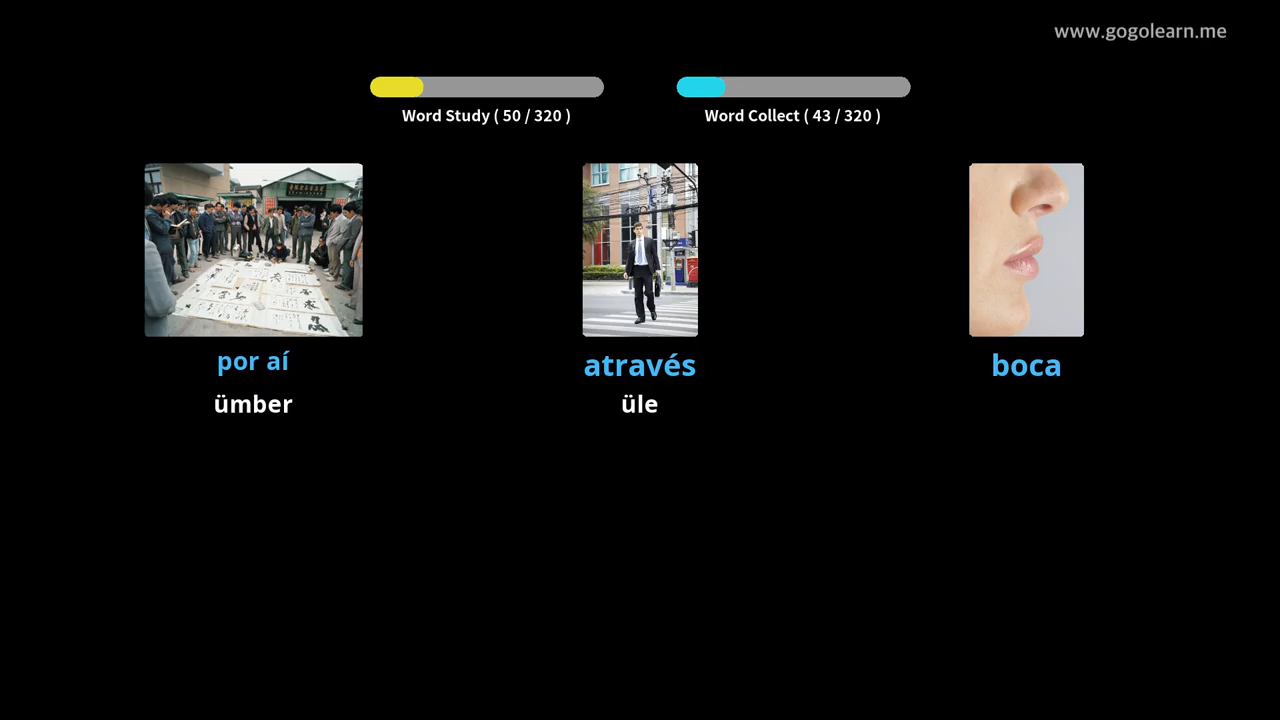 www.gogolearn.me
Word Study ( 50 / 320 )
Word Collect ( 43 / 320 )
por aí
através
boca
ümber
üle